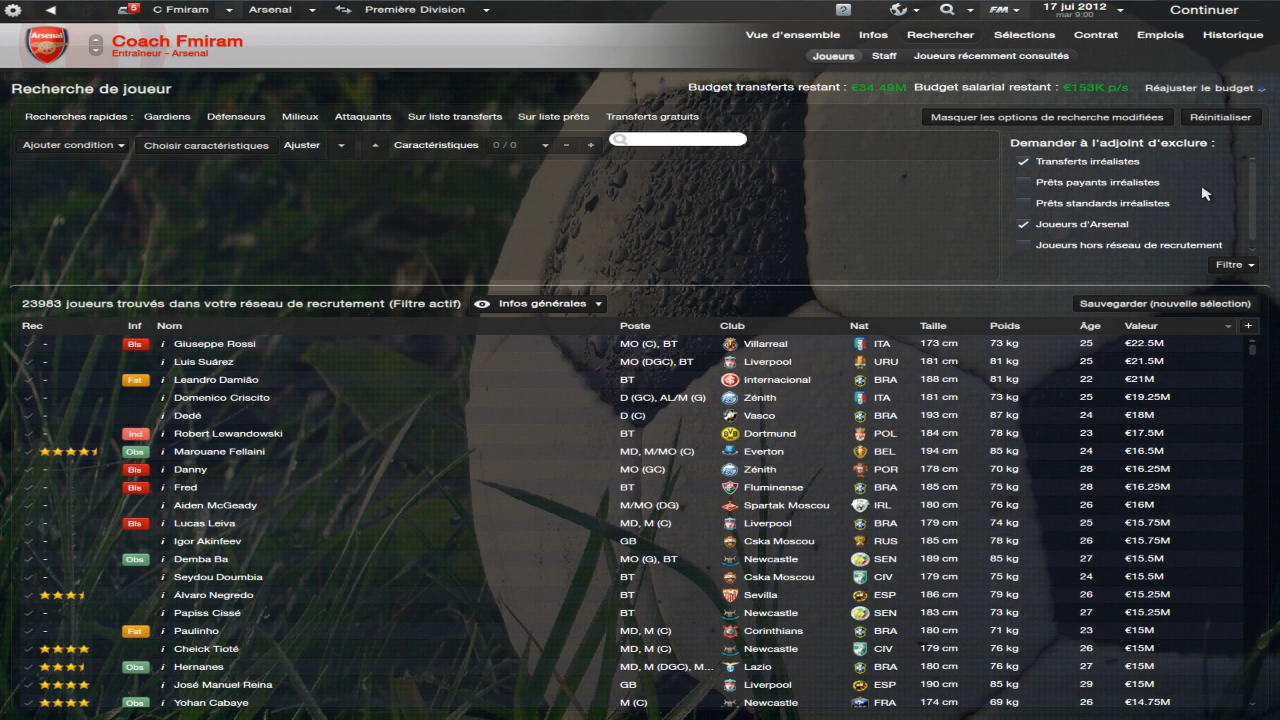 5 C Fmiram Arsenal Première Division ? FM 17 jui 2012 mar 9:00 Continuer
Arsenal
Coach Fmiram
Entraîneur - Arsenal
Vue d'ensemble Infos Rechercher Sélections Contrat Emplois Historique
Joueurs Staff Joueurs récemment consultés
Recherche de joueur
Budget transferts restant : €34.49M Budget salarial restant : €153K p/s Réajuster le budget
Recherches rapides : Gardiens Défenseurs Milieux Attaquants Sur liste transferts Sur liste prêts Transferts gratuits
Masquer les options de recherche modifiées Réinitialiser
Ajouter condition Choisir caractéristiques Ajuster Caractéristiques 0 / 0 - +
Demander à l'adjoint d'exclure :
Transferts irréalistes
Prêts payants irréalistes
Prêts standards irréalistes
Joueurs d'Arsenal
Joueurs hors réseau de recrutement
Filtre
23983 joueurs trouvés dans votre réseau de recrutement (Filtre actif) Infos générales Sauvegarder (nouvelle sélection)
Rec Inf Nom Poste Club Nat Taille Poids Âge Valeur +
- Bls i Giuseppe Rossi MO (C), BT Villarreal ITA 173 cm 73 kg 25 €22.5M
- i Luis Suárez MO (DGC), BT Liverpool URU 181 cm 81 kg 25 €21.5M
- Fat i Leandro Damião BT Internacional BRA 188 cm 81 kg 22 €21M
- i Domenico Criscito D (GC), AL/M (G) Zénith ITA 181 cm 73 kg 25 €19.25M
- i Dedé D (C) Vasco BRA 193 cm 87 kg 24 €18M
- Ind i Robert Lewandowski BT Dortmund POL 184 cm 78 kg 23 €17.5M
Obs i Marouane Fellaini MD, M/MO (C) Everton BEL 194 cm 85 kg 24 €16.5M
- Bls i Danny MO (GC) Zénith POR 178 cm 70 kg 28 €16.25M
- Bls i Fred BT Fluminense BRA 185 cm 75 kg 28 €16.25M
- i Aiden McGeady M/MO (DG) Spartak Moscou IRL 180 cm 76 kg 26 €16M
- Bls i Lucas Leiva MD, M (C) Liverpool BRA 179 cm 74 kg 25 €15.75M
- i Igor Akinfeev GB Cska Moscou RUS 185 cm 78 kg 26 €15.75M
- Obs i Demba Ba MO (G), BT Newcastle SEN 189 cm 85 kg 27 €15.5M
- i Seydou Doumbia BT Cska Moscou CIV 179 cm 75 kg 24 €15.5M
i Álvaro Negredo BT Sevilla ESP 186 cm 79 kg 26 €15.25M
- i Papiss Cissé BT Newcastle SEN 183 cm 73 kg 27 €15.25M
- Fat i Paulinho MD, M (C) Corinthians BRA 180 cm 71 kg 23 €15M
i Cheick Tioté MD, M (C) Newcastle CIV 179 cm 76 kg 26 €15M
Obs i Hernanes MD, M (DGC), M... Lazio BRA 180 cm 76 kg 27 €15M
i José Manuel Reina GB Liverpool ESP 190 cm 85 kg 29 €15M
Obs i Yohan Cabaye M (C) Newcastle FRA 174 cm 69 kg 26 €14.75M